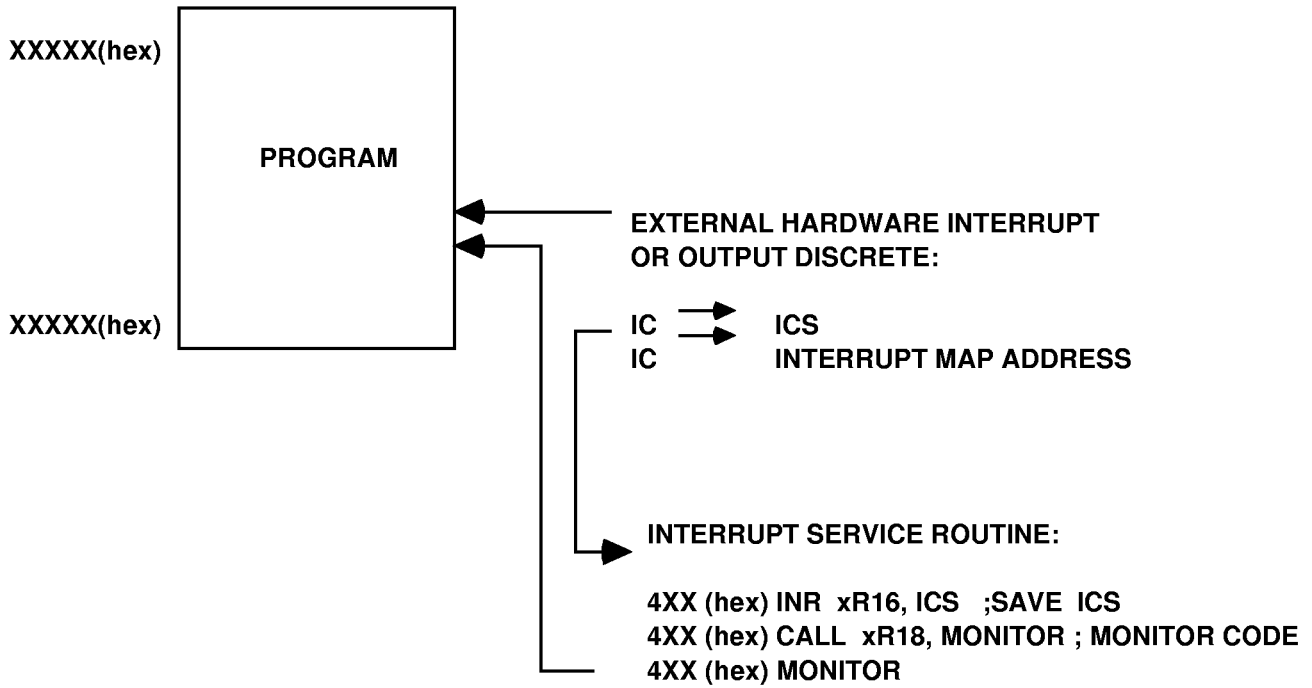 XXXXX(hex)
PROGRAM
EXTERNAL HARDWARE INTERRUPT
OR OUTPUT DISCRETE:
XXXXX(hex)
IC ICS
IC INTERRUPT MAP ADDRESS
INTERRUPT SERVICE ROUTINE:
4XX (hex) INR xR16, ICS ;SAVE ICS
4XX (hex) CALL xR18, MONITOR ; MONITOR CODE
4XX (hex) MONITOR